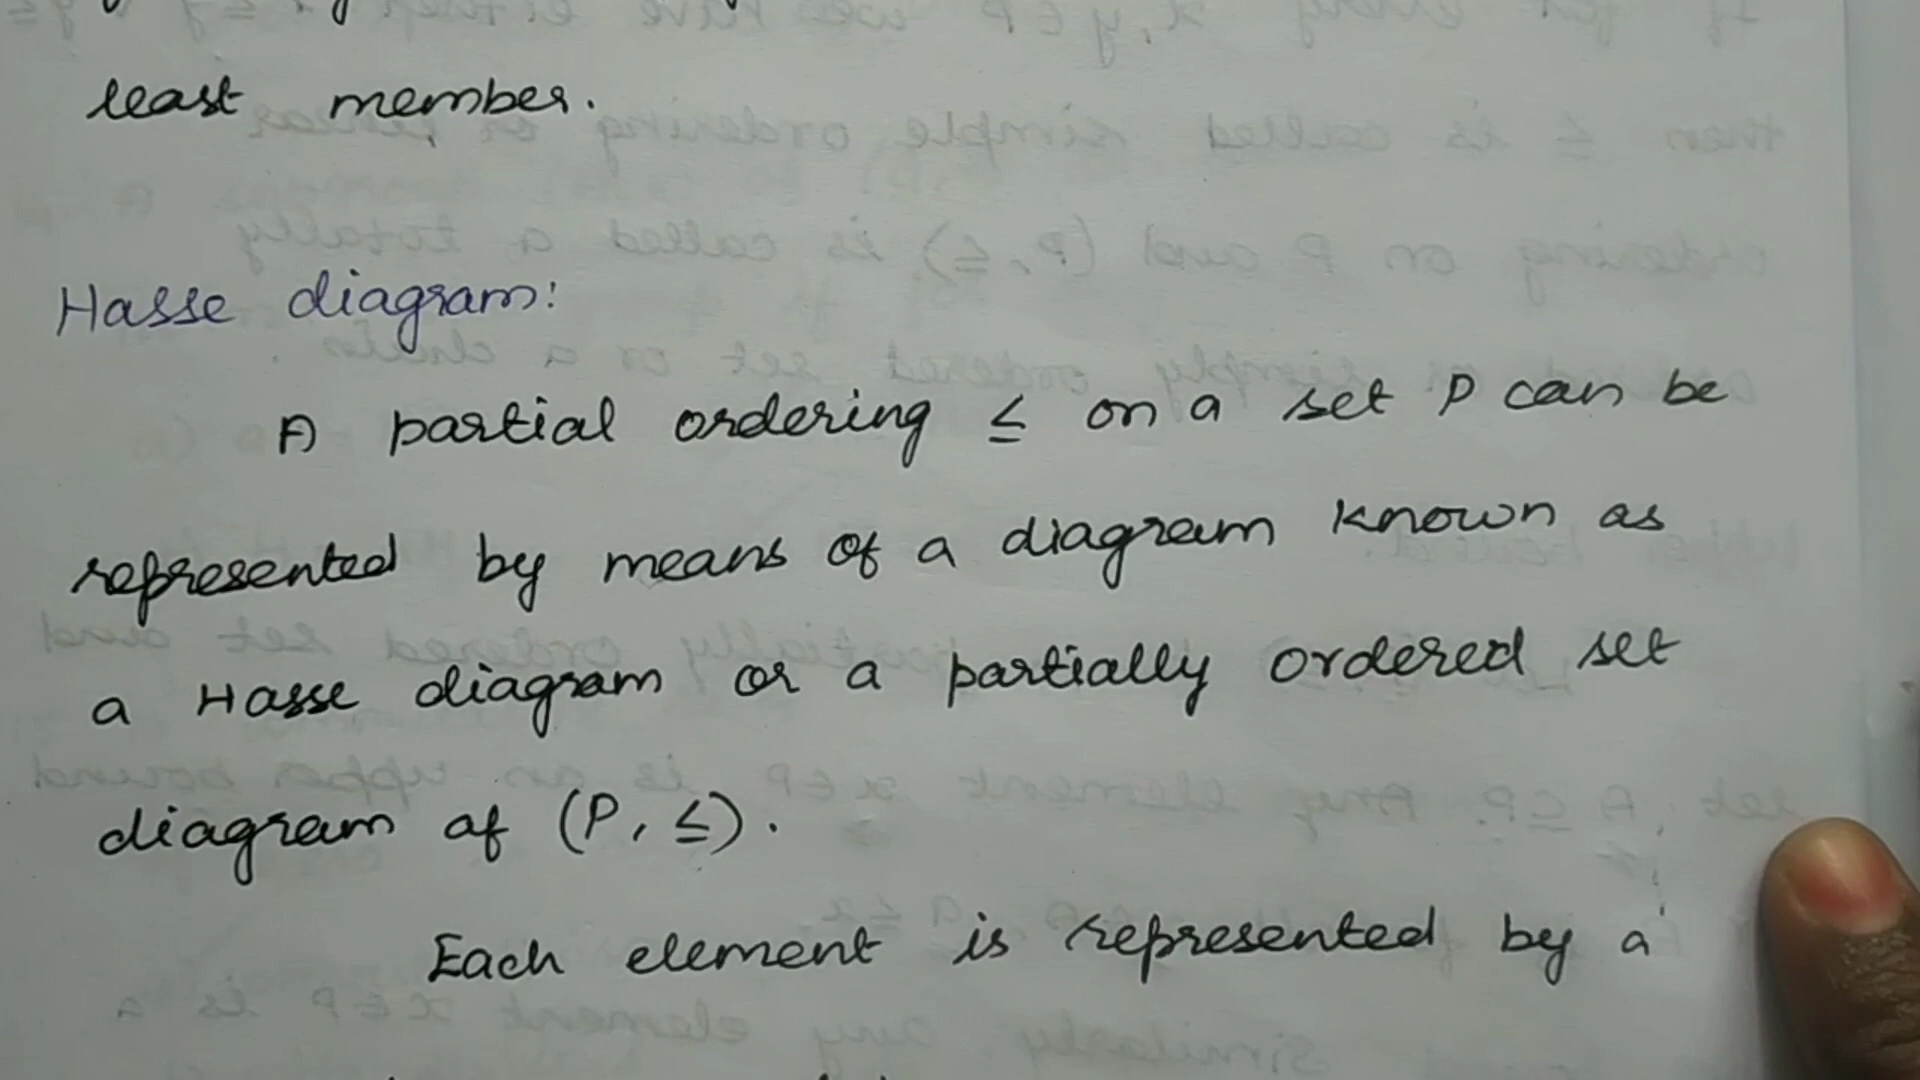 least member.
Hasse diagram:
A partial ordering ≤ on a set P can be
represented by means of a diagram known as
a Hasse diagram or a partially ordered set
diagram of (P, ≤).
Each element is represented by a